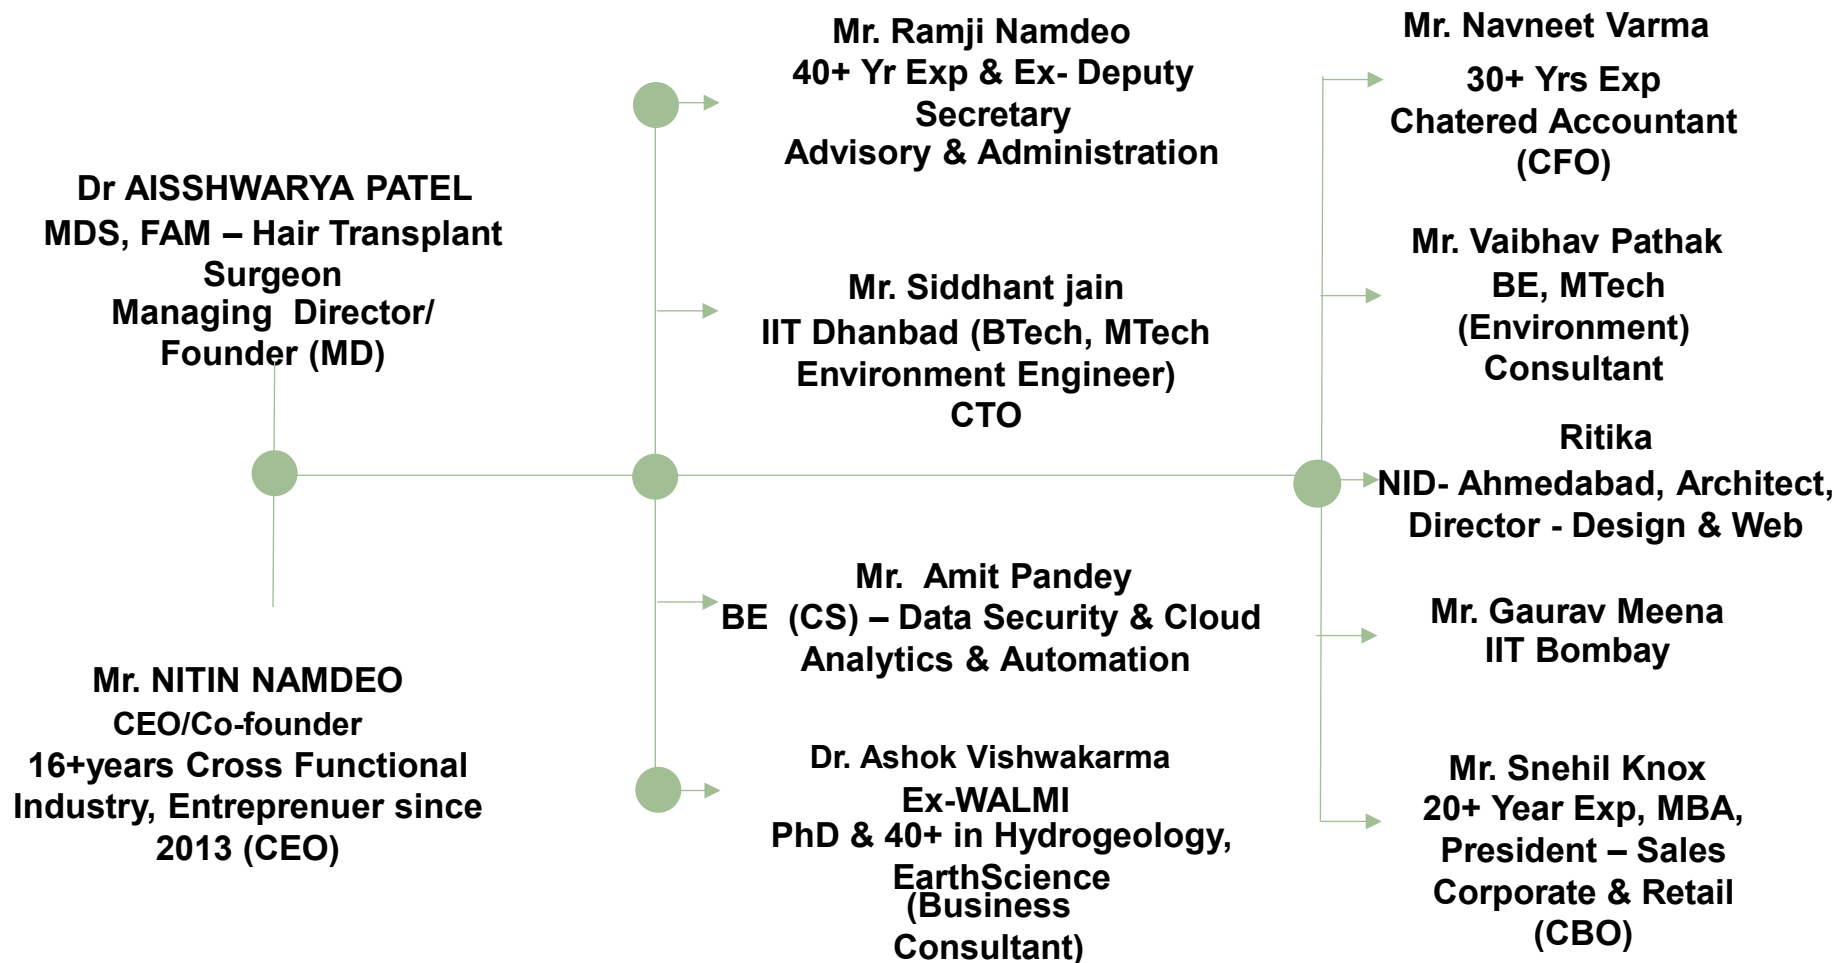 Dr AISSHWARYA PATEL
MDS, FAM – Hair Transplant
Surgeon
Managing Director/
Founder (MD)
Mr. NITIN NAMDEO
CEO/Co-founder
16+years Cross Functional
Industry, Entreprenuer since
2013 (CEO)
Mr. Ramji Namdeo
40+ Yr Exp & Ex- Deputy
Secretary
Advisory & Administration
Mr. Siddhant jain
IIT Dhanbad (BTech, MTech
Environment Engineer)
CTO
Mr. Amit Pandey
BE (CS) – Data Security & Cloud
Analytics & Automation
Dr. Ashok Vishwakarma
Ex-WALMI
PhD & 40+ in Hydrogeology,
EarthScience
(Business
Consultant)
Mr. Navneet Varma
30+ Yrs Exp
Chatered Accountant
(CFO)
Mr. Vaibhav Pathak
BE, MTech
(Environment)
Consultant
Ritika
NID- Ahmedabad, Architect,
Director - Design & Web
Mr. Gaurav Meena
IIT Bombay
Mr. Snehil Knox
20+ Year Exp, MBA,
President – Sales
Corporate & Retail
(CBO)